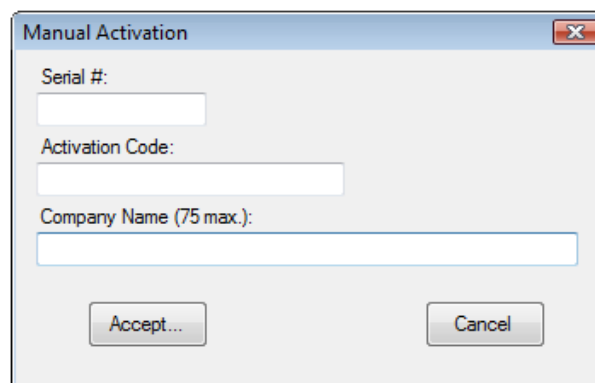 Manual Activation
Serial #:
Activation Code:
Company Name (75 max.):
Accept...
Cancel